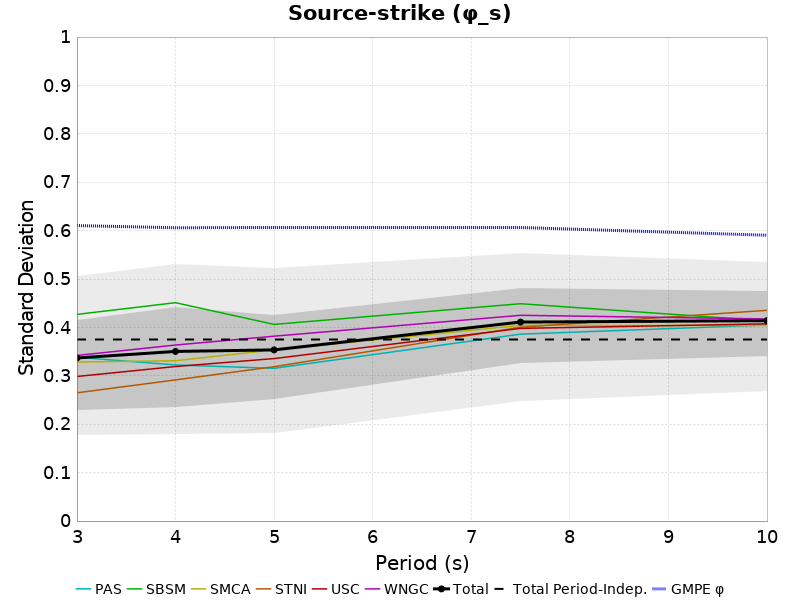 Source-strike (φ_s)
Standard Deviation
1
0.9
0.8
0.7
0.6
0.5
0.4
0.3
0.2
0.1
0
3 4 5 6 7 8 9 10
Period (s)
PAS SBSM SMCA STNI USC WNGC Total Total Period-Indep. GMPE φ